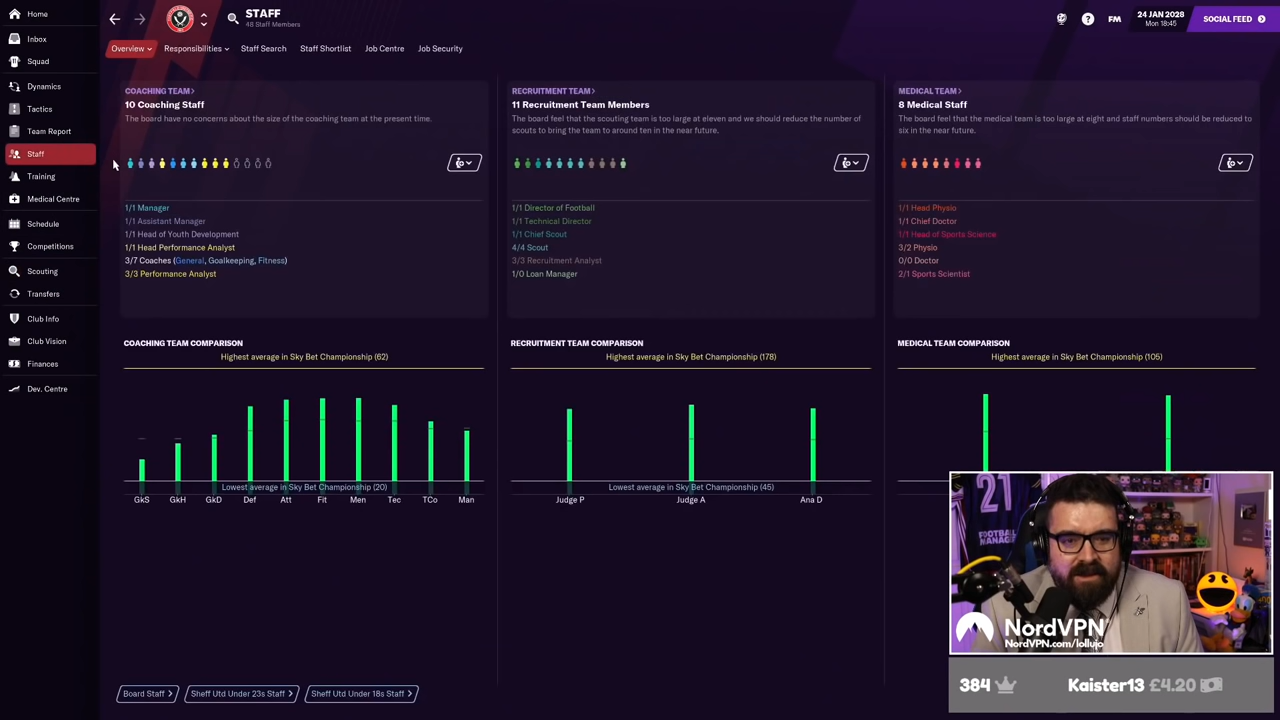 Home
STAFF
48 Staff Members
FM
24 JAN 2028
Mon 18:45
SOCIAL FEED
Inbox
Squad
Dynamics
Tactics
Team Report
Staff
Training
Medical Centre
Schedule
Competitions
Scouting
Transfers
Club Info
Club Vision
Finances
Dev. Centre
Overview
Responsibilities
Staff Search
Staff Shortlist
Job Centre
Job Security
COACHING TEAM
10 Coaching Staff
The board have no concerns about the size of the coaching team at the present time.
1/1 Manager
1/1 Assistant Manager
1/1 Head of Youth Development
1/1 Head Performance Analyst
3/7 Coaches (General, Goalkeeping, Fitness)
3/3 Performance Analyst
RECRUITMENT TEAM
11 Recruitment Team Members
The board feel that the scouting team is too large at eleven and we should reduce the number of
scouts to bring the team to around ten in the near future.
1/1 Director of Football
1/1 Technical Director
1/1 Chief Scout
4/4 Scout
3/3 Recruitment Analyst
1/0 Loan Manager
MEDICAL TEAM
8 Medical Staff
The board feel that the medical team is too large at eight and staff numbers should be reduced to
six in the near future.
1/1 Head Physio
1/1 Chief Doctor
1/1 Head of Sports Science
3/2 Physio
0/0 Doctor
2/1 Sports Scientist
COACHING TEAM COMPARISON
Highest average in Sky Bet Championship (62)
Lowest average in Sky Bet Championship (20)
GkS GkH GkD Def Att Fit Men Tec TCo Man
RECRUITMENT TEAM COMPARISON
Highest average in Sky Bet Championship (178)
Lowest average in Sky Bet Championship (45)
Judge P Judge A Ana D
MEDICAL TEAM COMPARISON
Highest average in Sky Bet Championship (105)
Board Staff
Sheff Utd Under 23s Staff
Sheff Utd Under 18s Staff
21
FOOTBALL
MANAGER
NordVPN
NordVPN.com/lollujo
384
Kaister13 £4.20